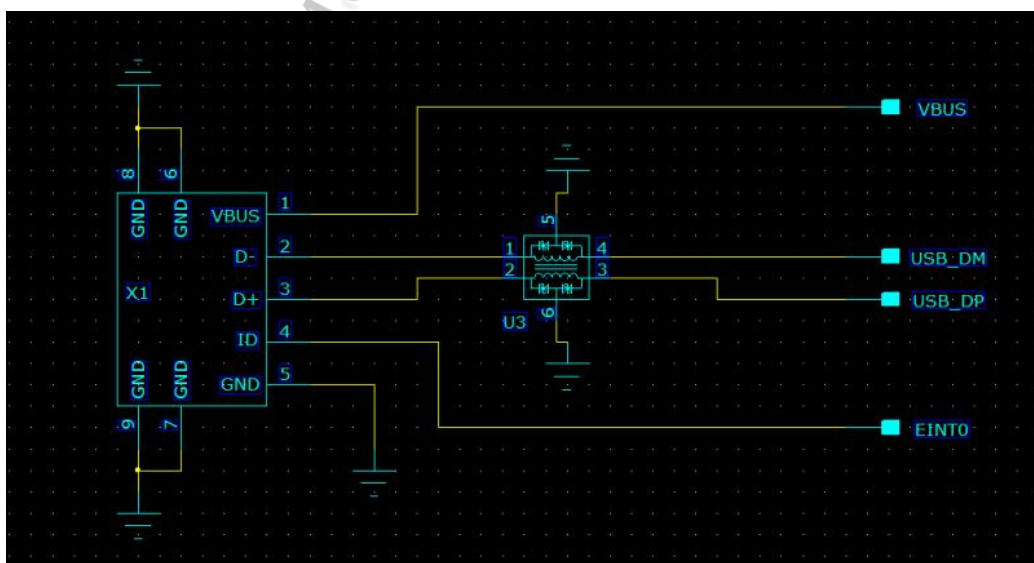 VBUS
8
6
GND
GND
VBUS
1
5
D-
2
1
4
USB_DM
2
3
X1
D+
3
USB_DP
U3
6
ID
4
GND
GND
GND
5
9
7
EINT0